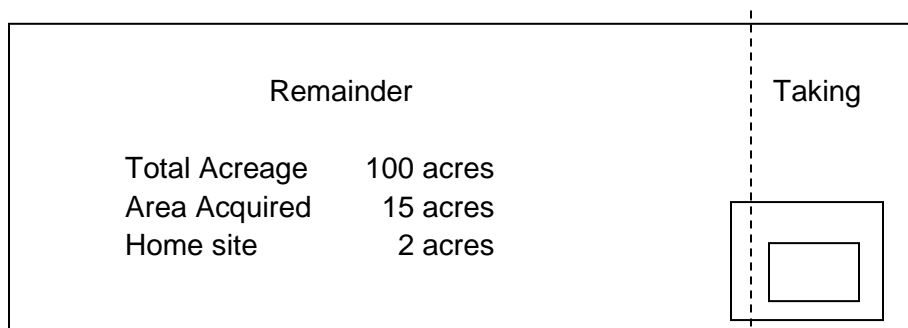 Remainder Taking
Total Acreage 100 acres
Area Acquired 15 acres
Home site 2 acres